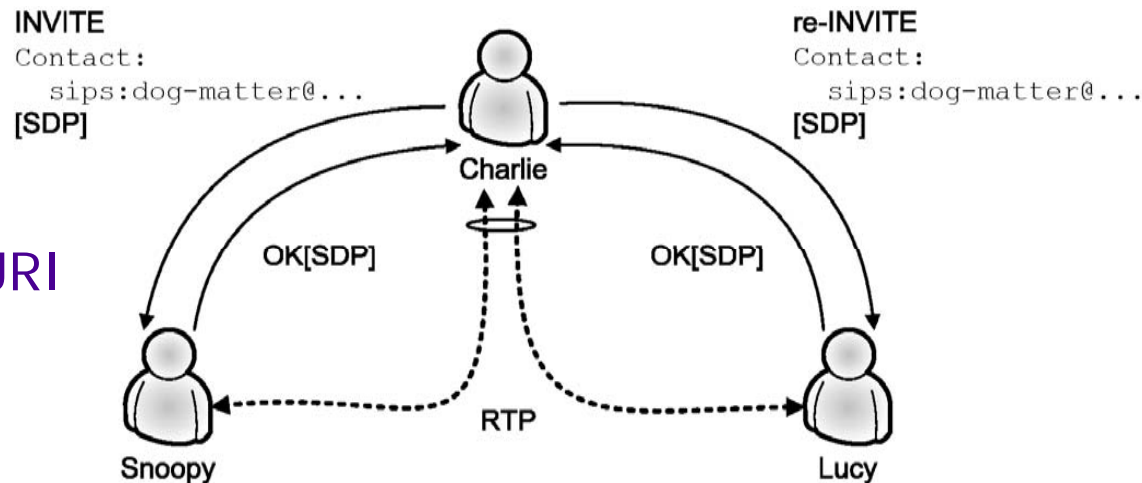 INVITE
Contact:
sips:dog-matter@...
[SDP]
re-INVITE
Contact:
sips:dog-matter@...
[SDP]
Charlie
URI
OK[SDP]
OK[SDP]
RTP
Snoopy
Lucy